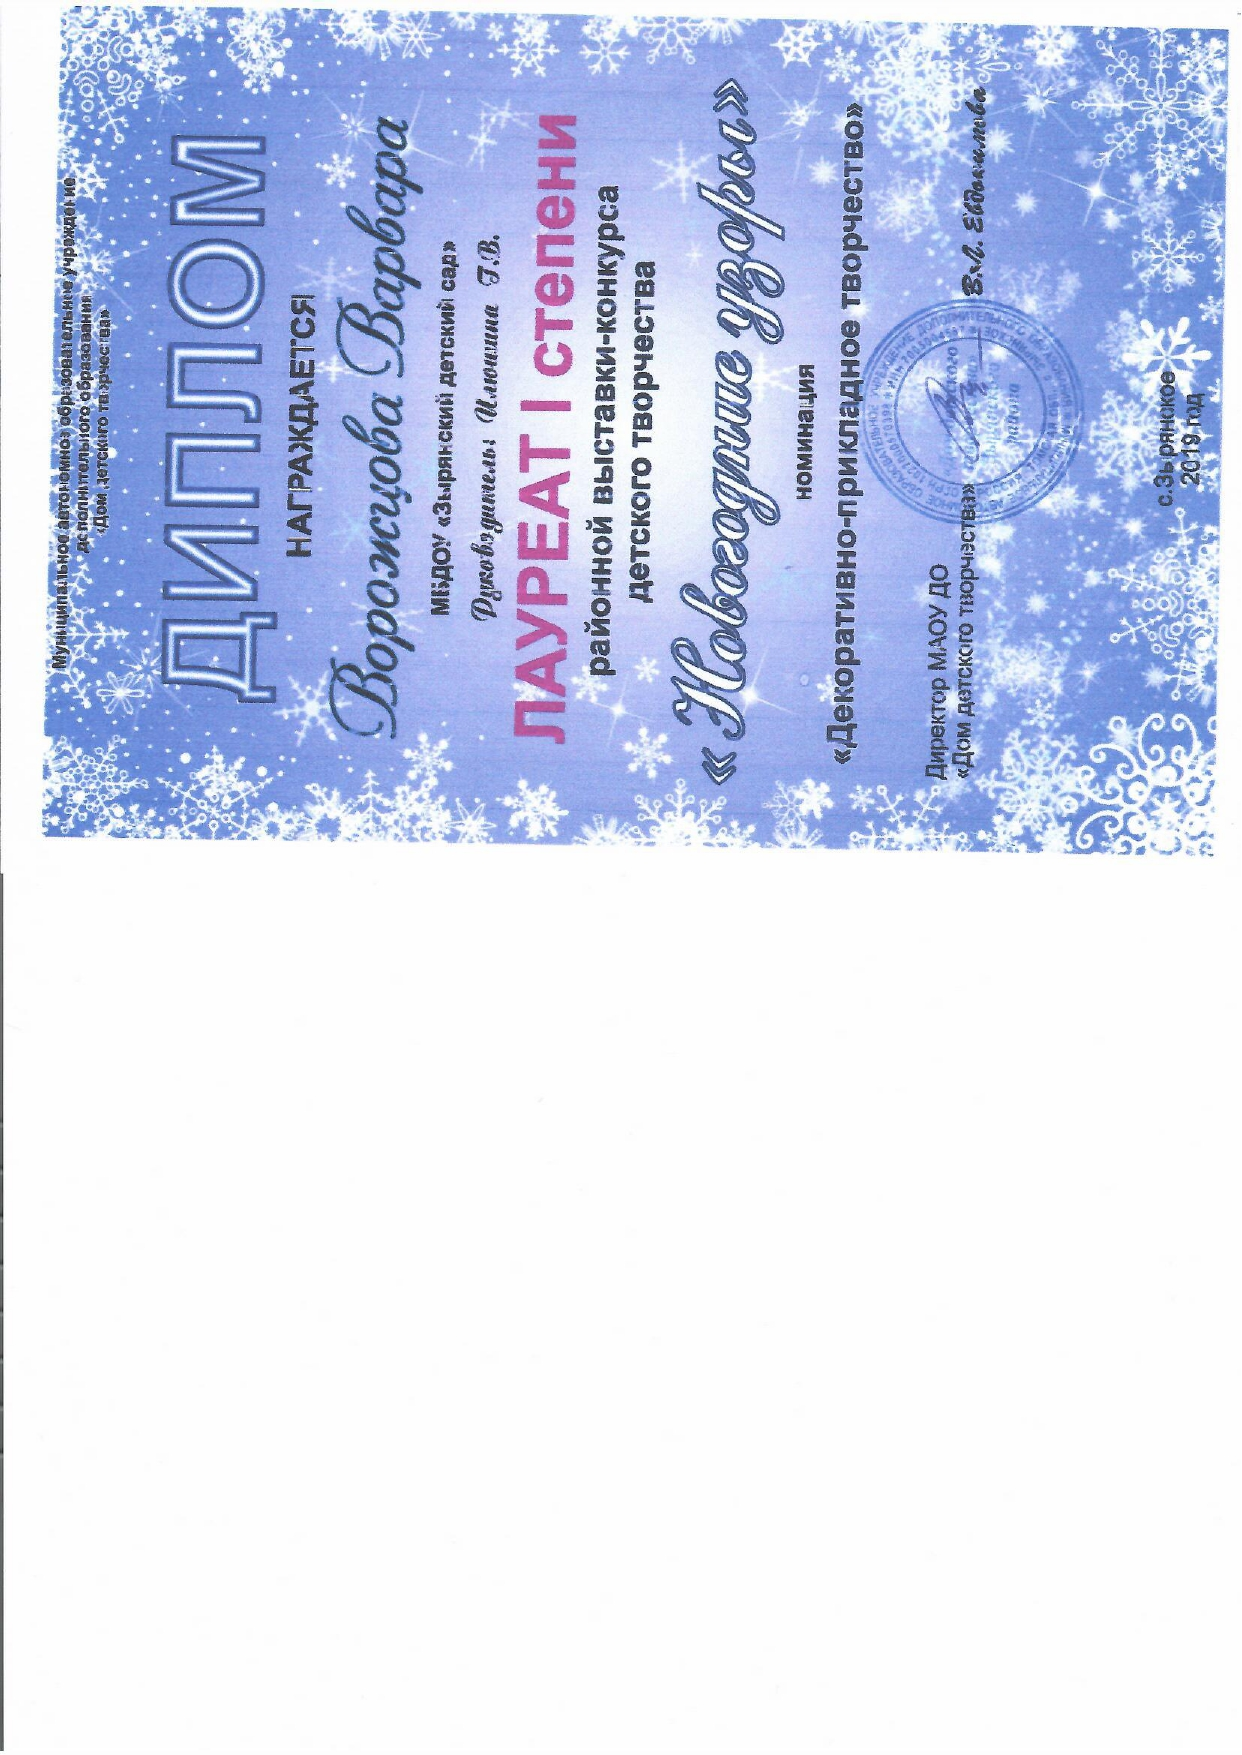 Муниципальное автономное образовательное учреждение
дополнительного образования
«Дом детского творчества»
ДИПЛОМ
НАГРАЖДАЕТСЯ
Ворожцова Варвара
МБДОУ «Зырянский детский сад»
Руководитель: Илюшина Г.В.
ЛАУРЕАТ I степени
районной выставки-конкурса
детского творчества
« Новогодние узоры»
номинация
«Декоративно-прикладное творчество»
Директор МАОУ ДО
«Дом детского творчества»
В.Л. Евдокимова
с.Зырянское
2019 год